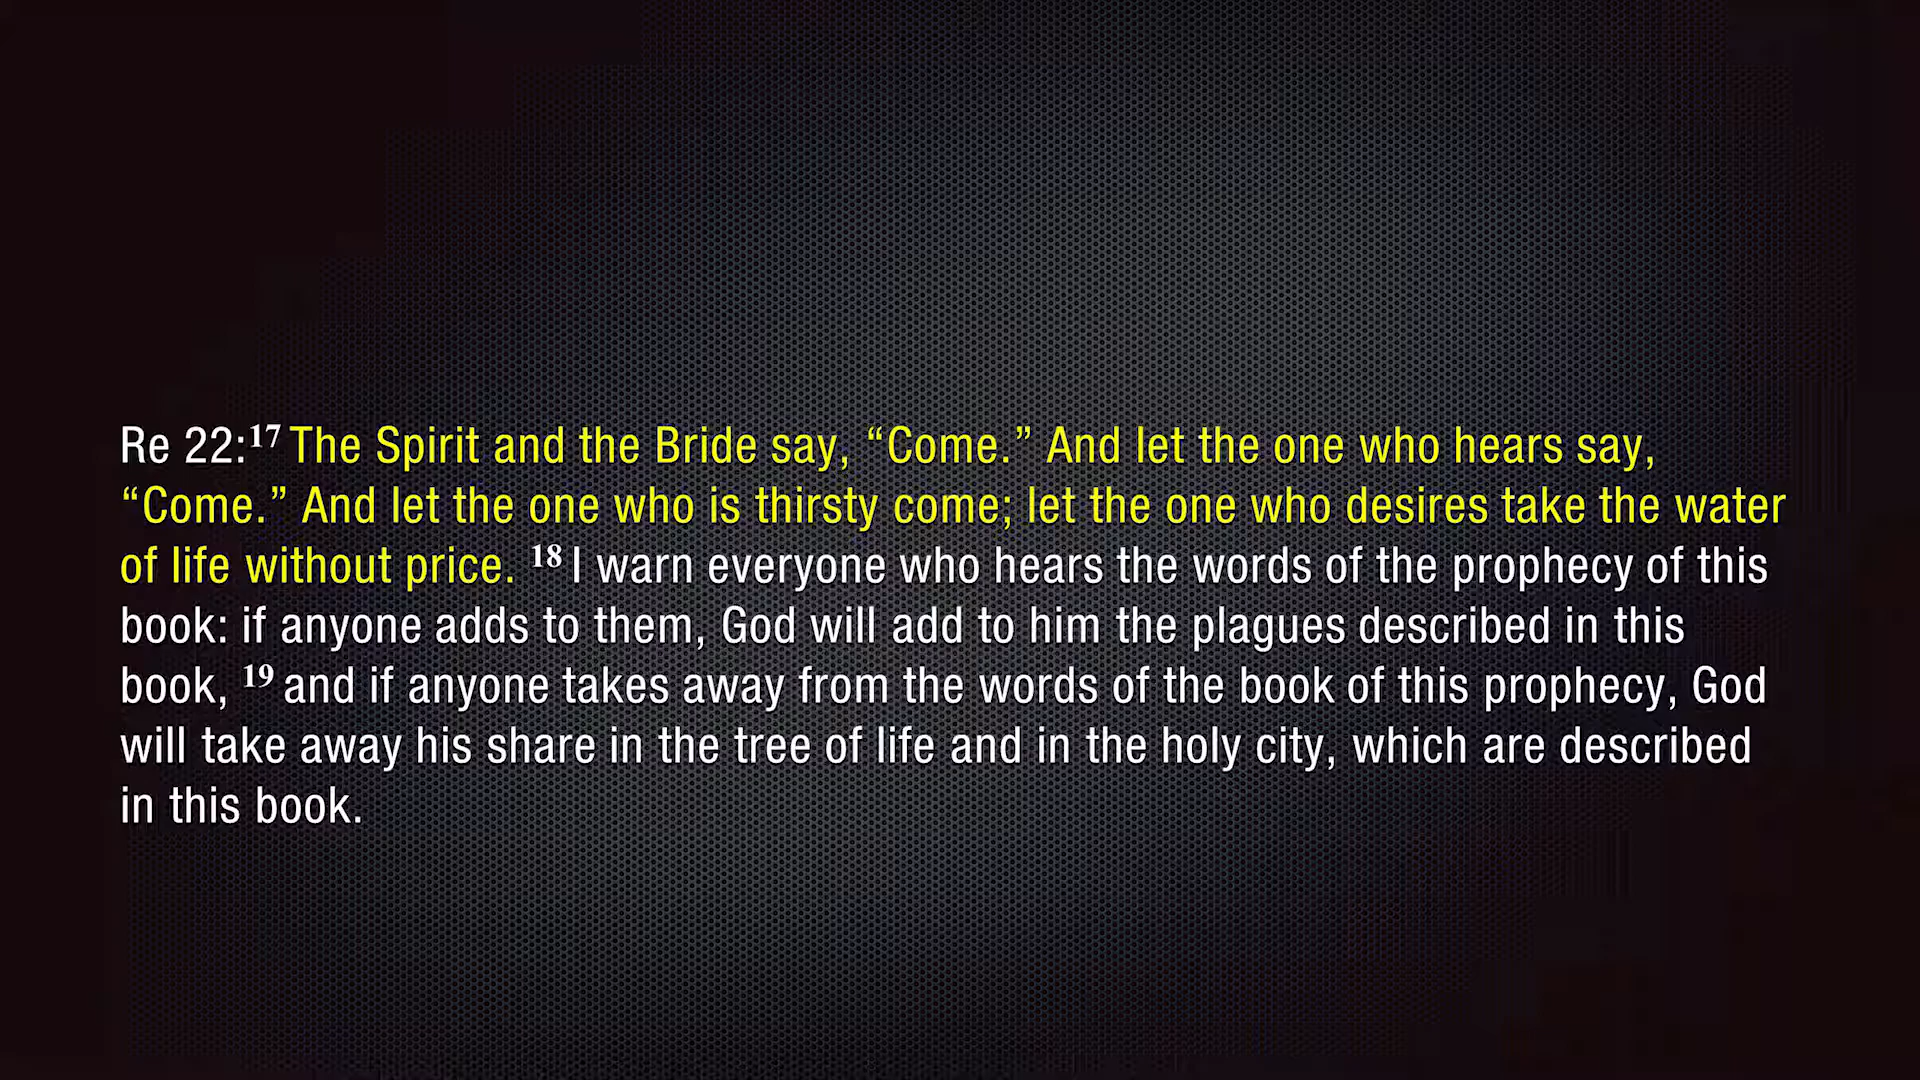 Re 22:17 The Spirit and the Bride say, “Come.” And let the one who hears say,
“Come.” And let the one who is thirsty come; let the one who desires take the water
of life without price. 18 I warn everyone who hears the words of the prophecy of this
book: if anyone adds to them, God will add to him the plagues described in this
book, 19 and if anyone takes away from the words of the book of this prophecy, God
will take away his share in the tree of life and in the holy city, which are described
in this book.